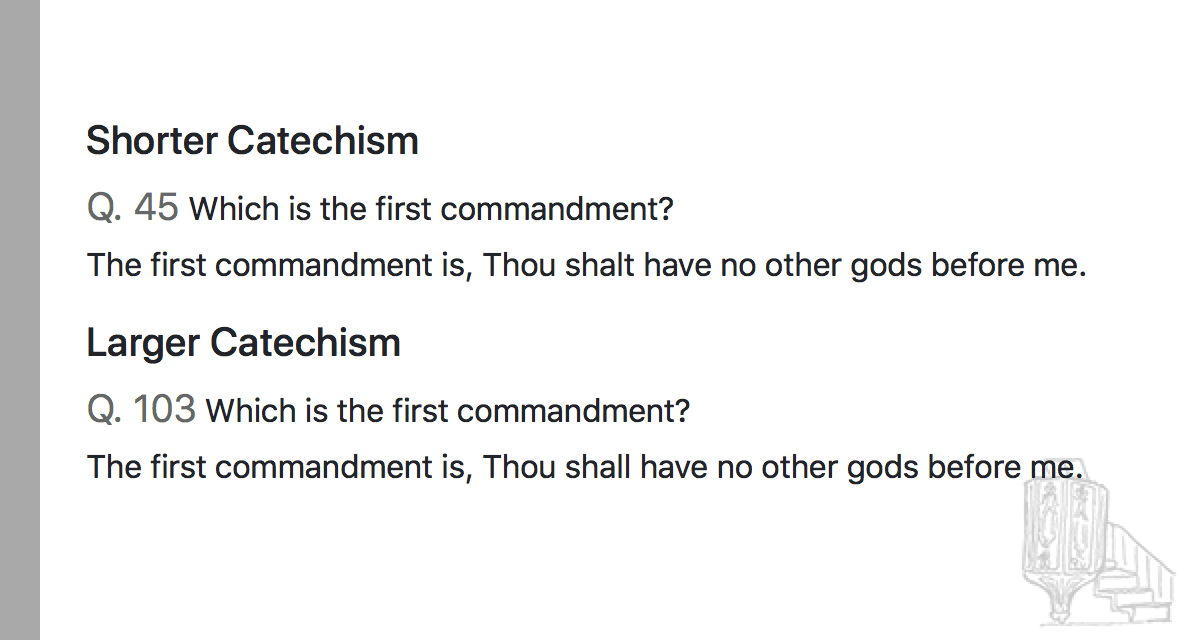 Shorter Catechism
Q. 45 Which is the first commandment?
The first commandment is, Thou shalt have no other gods before me.
Larger Catechism
Q. 103 Which is the first commandment?
The first commandment is, Thou shall have no other gods before me.